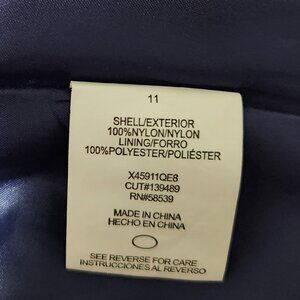 11
SHELL/EXTERIOR
100%NYLON/NYLON
LINING/FORRO
100%POLYESTER/POLIÉSTER
X45911QE8
CUT#139489
RN#58539
MADE IN CHINA
HECHO EN CHINA
SEE REVERSE FOR CARE
INSTRUCCIONES AL REVERSO